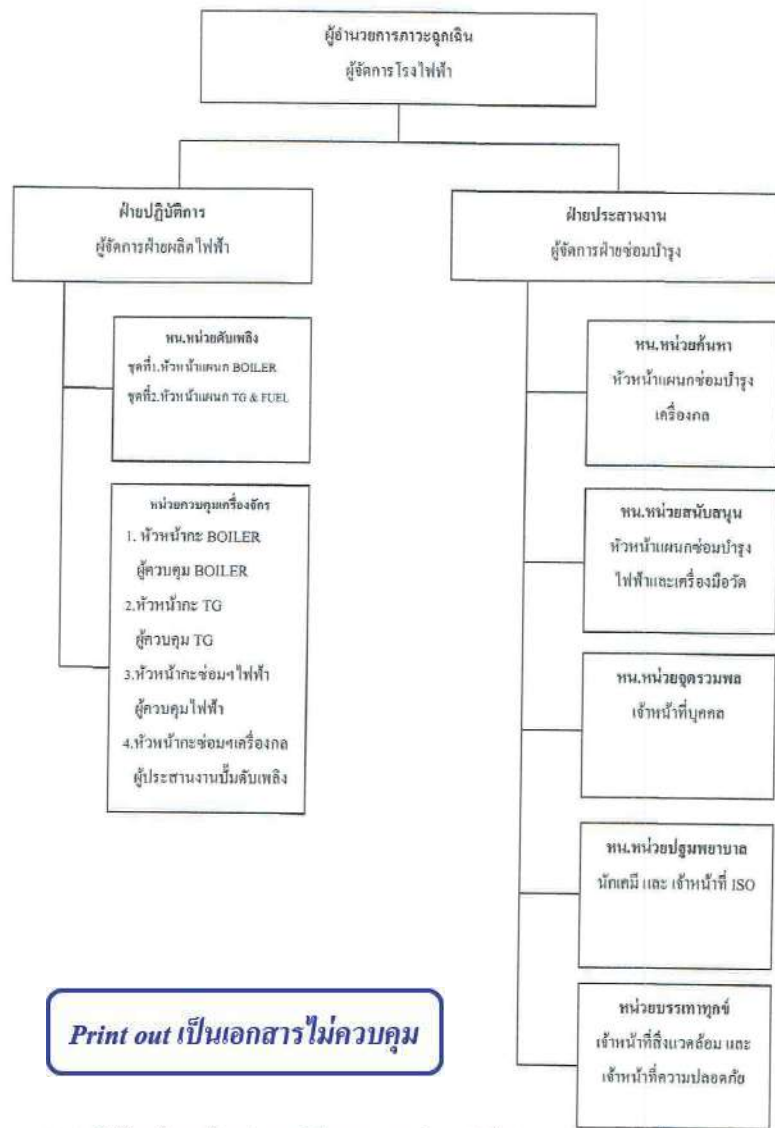 ผู้อำนวยการภาวะฉุกเฉิน
ผู้จัดการโรงไฟฟ้า
ฝ่ายปฏิบัติการ
ผู้จัดการฝ่ายผลิตไฟฟ้า
หน.หน่วยดับเพลิง
ชุดที่1.หัวหน้าแผนก BOILER
ชุดที่2.หัวหน้าแผนก TG & FUEL
หน่วยควบคุมเครื่องจักร
1. หัวหน้ากะ BOILER
ผู้ควบคุม BOILER
2.หัวหน้ากะ TG
ผู้ควบคุม TG
3.หัวหน้ากะซ่อมฯไฟฟ้า
ผู้ควบคุมไฟฟ้า
4.หัวหน้ากะซ่อมฯเครื่องกล
ผู้ประสานงานปั๊มดับเพลิง
ฝ่ายประสานงาน
ผู้จัดการฝ่ายซ่อมบำรุง
หน.หน่วยค้นหา
หัวหน้าแผนกซ่อมบำรุง
เครื่องกล
หน.หน่วยสนับสนุน
หัวหน้าแผนกซ่อมบำรุง
ไฟฟ้าและเครื่องมือวัด
หน.หน่วยจุดรวมพล
เจ้าหน้าที่บุคคล
หน.หน่วยปฐมพยาบาล
นักเคมี และ เจ้าหน้าที่ ISO
หน่วยบรรเทาทุกข์
เจ้าหน้าที่สิ่งแวดล้อม และ
เจ้าหน้าที่ความปลอดภัย
Print out เป็นเอกสารไม่ควบคุม